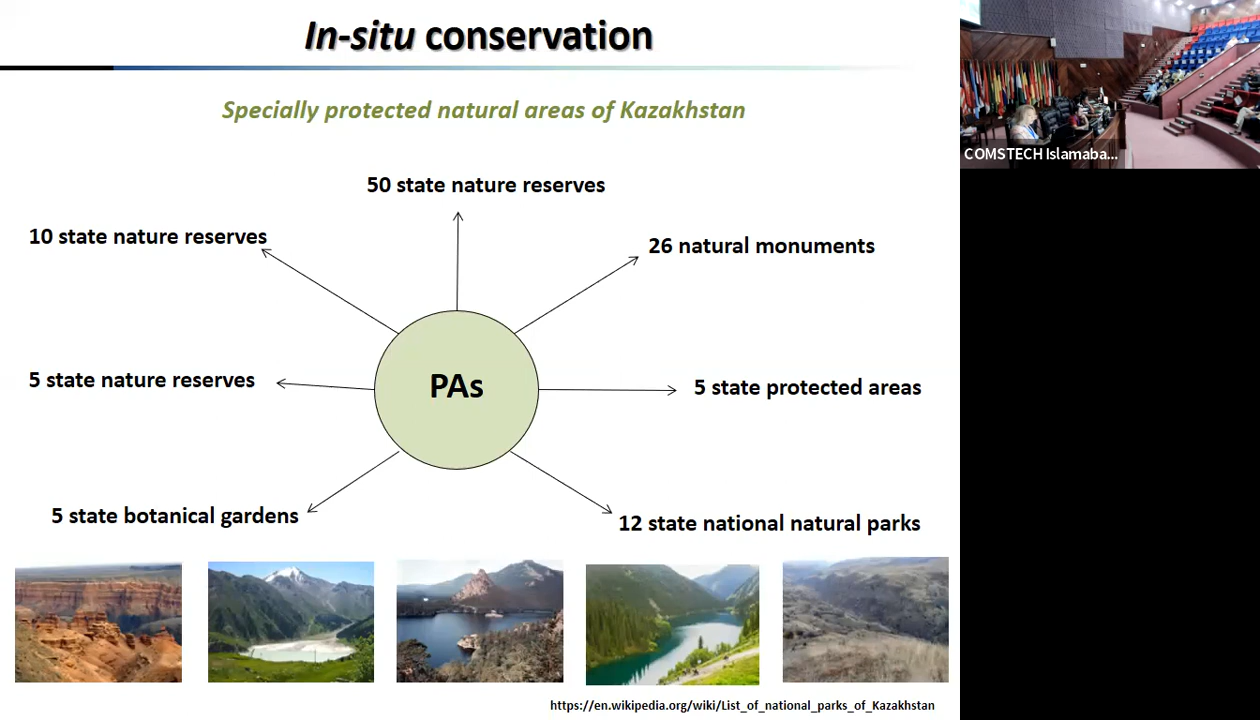 In-situ conservation
Specially protected natural areas of Kazakhstan
50 state nature reserves
10 state nature reserves
26 natural monuments
5 state nature reserves
PAs
5 state protected areas
5 state botanical gardens
12 state national natural parks
https://en.wikipedia.org/wiki/List_of_national_parks_of_Kazakhstan
COMSTECH Islamaba...